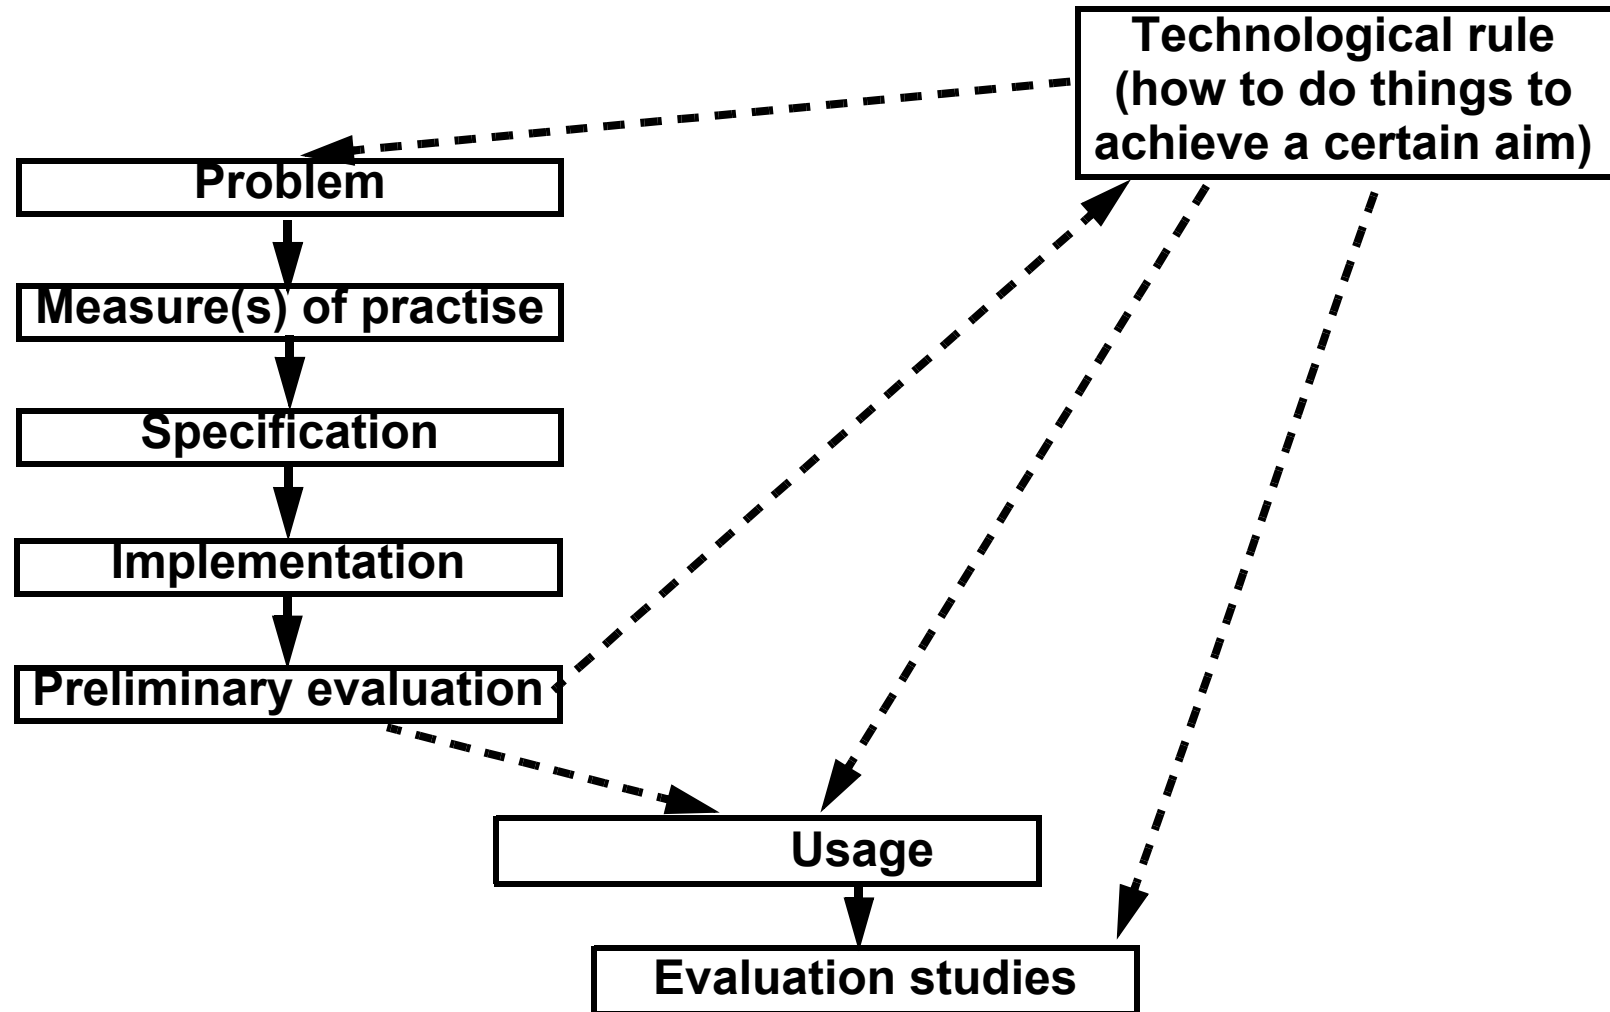 Technological rule
(how to do things to
achieve a certain aim)
Problem
Measure(s) of practise
Specification
Implementation
Preliminary evaluation
Usage
Evaluation studies